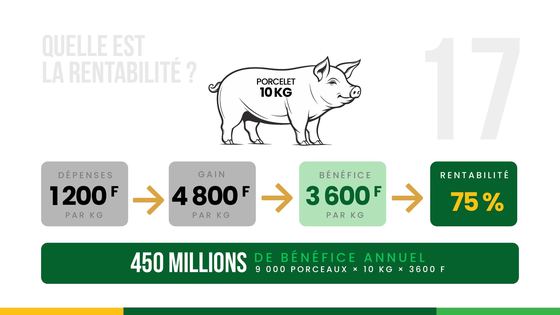 QUELLE EST
LA RENTABILITÉ ?
17
PORCELET
10 KG
DÉPENSES
1 200 F
PAR KG
GAIN
4 800 F
PAR KG
BÉNÉFICE
3 600 F
PAR KG
RENTABILITÉ
75 %
450 MILLIONS
DE BÉNÉFICE ANNUEL
9 000 PORCEAUX × 10 KG × 3600 F